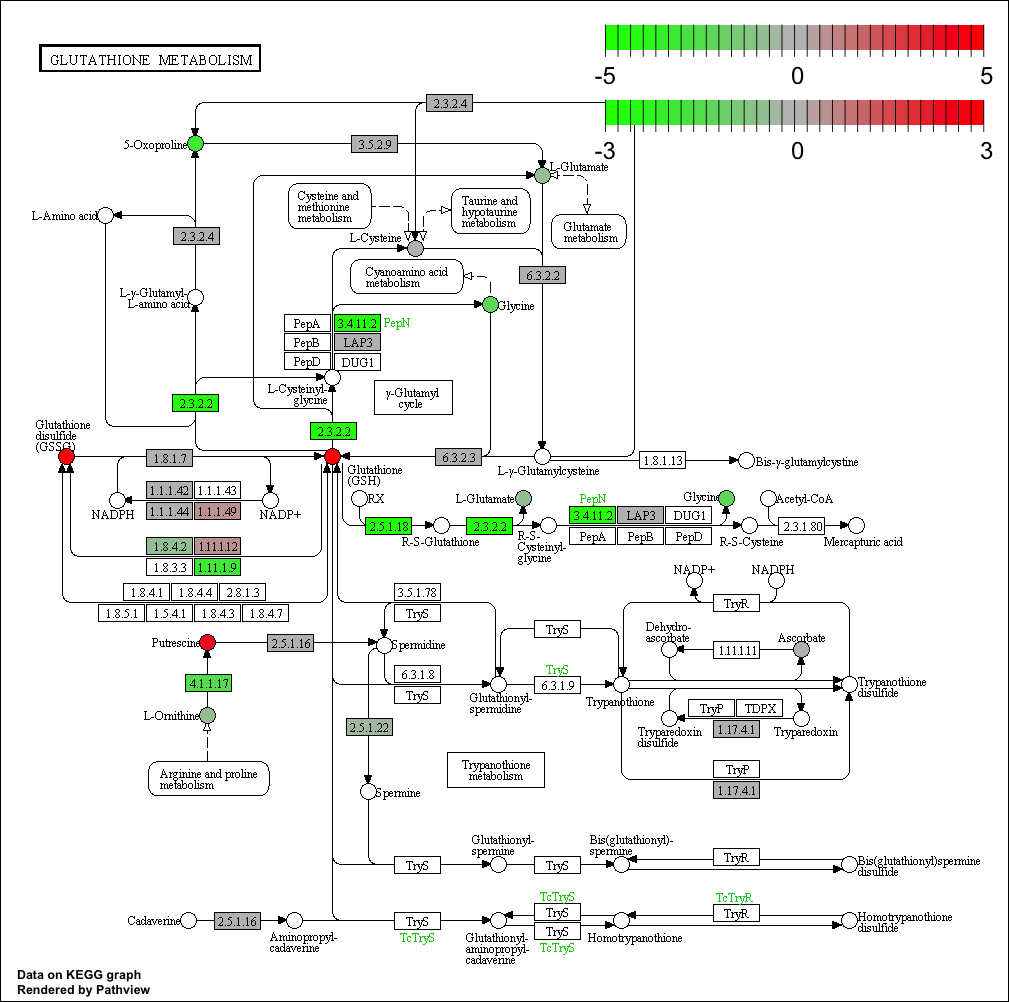 GLUTATHIONE METABOLISM
-5 0 5
-3 0 3
2.3.2.4
5-Oxoproline
3.5.2.9
L-Glutamate
Cysteine and
methionine
metabolism
Taurine and
hypotaurine
metabolism
Glutamate
metabolism
L-Amino acid
2.3.2.4
L-Cysteine
Cyanoamino acid
metabolism
6.3.2.2
L-γ-Glutamyl-
L-amino acid
Glycine
PepA 3.4.11.2 PepN
PepB LAP3
PepD DUG1
L-Cysteinyl-
glycine
γ-Glutamyl
cycle
2.3.2.2
2.3.2.2
Glutathione
disulfide
(GSSG)
1.8.1.7
Glutathione
(GSH)
6.3.2.3
L-γ-Glutamylcysteine
1.8.1.13
Bis-γ-glutamylcystine
1.1.1.42 1.1.1.43
1.1.1.44 1.1.1.49
NADPH
NADP+
RX
L-Glutamate
PepN
Glycine
Acetyl-CoA
2.5.1.18
R-S-Glutathione
2.3.2.2
R-S-
Cysteinyl-
glycine
3.4.11.2 LAP3 DUG1
PepA PepB PepD
R-S-Cysteine
2.3.1.80
Mercapturic acid
1.8.4.2 1.11.1.12
1.8.3.3 1.11.1.9
1.8.4.1 1.8.4.4 2.8.1.3
1.8.5.1 1.5.4.1 1.8.4.3 1.8.4.7
3.5.1.78
TryS
NADP+
NADPH
TryR
Putrescine
2.5.1.16
Spermidine
TryS
Dehydro-
ascorbate
1.11.1.11
Ascorbate
4.1.1.17
6.3.1.8
TryS
Glutathionyl-
spermidine
TryS
6.3.1.9
Trypanothione
Trypanothione
disulfide
L-Ornithine
2.5.1.22
TryP TDPX
1.17.4.1
Tryparedoxin
disulfide
Tryparedoxin
Arginine and proline
metabolism
Trypanothione
metabolism
TryP
1.17.4.1
Spermine
TryS
Glutathionyl-
spermine
TryS
Bis(glutathionyl)-
spermine
TryR
Bis(glutathionyl)spermine
disulfide
Cadaverine
2.5.1.16
Aminopropyl-
cadaverine
TryS
TcTryS
Glutathionyl-
aminopropyl-
cadaverine
TcTryS
TryS
TryS
TcTryS
Homotrypanothione
TcTryR
TryR
Homotrypanothione
disulfide
Data on KEGG graph
Rendered by Pathview